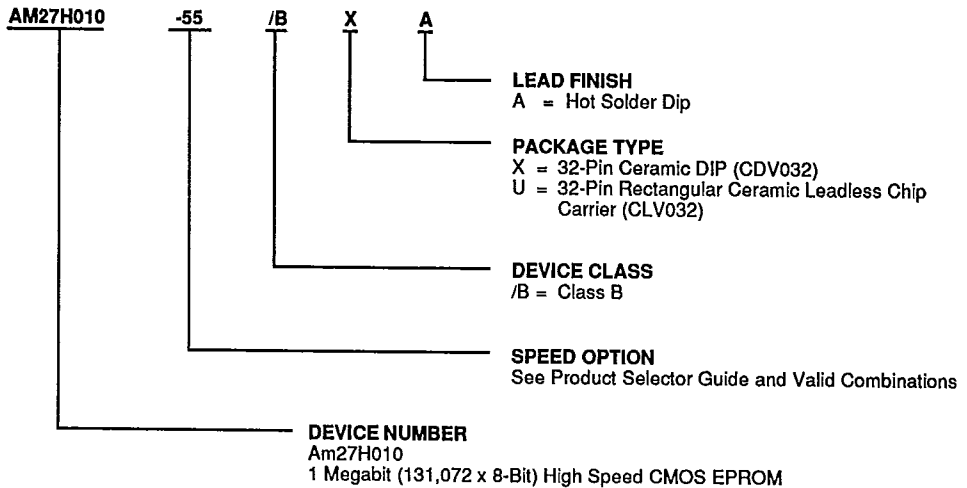 AM27H010 -55 /B X A
LEAD FINISH
A = Hot Solder Dip
PACKAGE TYPE
X = 32-Pin Ceramic DIP (CDV032)
U = 32-Pin Rectangular Ceramic Leadless Chip
Carrier (CLV032)
DEVICE CLASS
/B = Class B
SPEED OPTION
See Product Selector Guide and Valid Combinations
DEVICE NUMBER
Am27H010
1 Megabit (131,072 x 8-Bit) High Speed CMOS EPROM